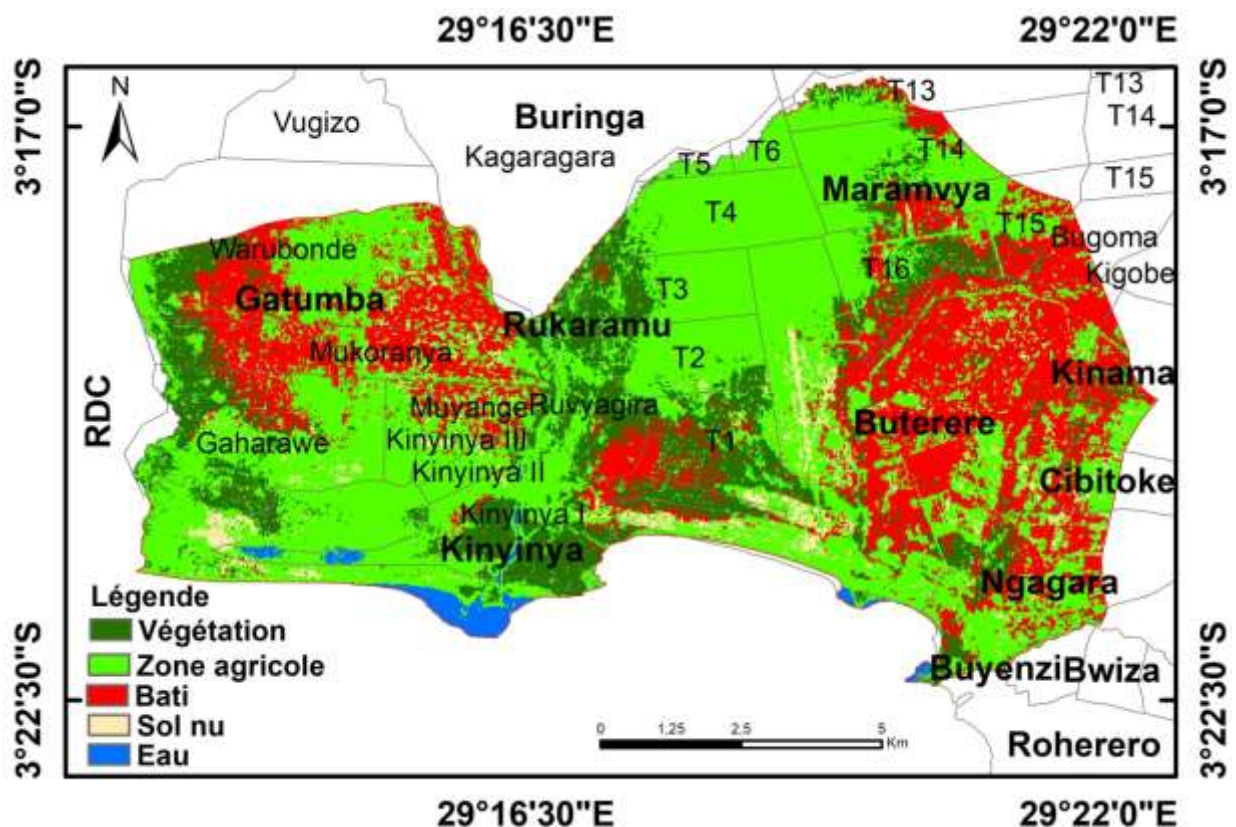 29°16'30"E 29°22'0"E
3°17'0"S
3°17'0"S
N
Vugizo
Buringa
Kagaragara
T13
T13
T14
T5
T6
T14
T15
Maramvya
T4
T15
Bugoma
Warubonde
T16
Kigobe
Gatumba
T3
Rukaramu
Mukoranya
T2
Kinama
RDC
Muyange
Ruvyagira
Buterere
Gaharawe
Kinyinya III
T1
Kinyinya II
Cibitoke
Kinyinya I
Kinyinya
Ngagara
Légende
Végétation
Zone agricole
Bati
Sol nu
Eau
Buyenzi
Bwiza
Roherero
0 1.25 2.5 5
Km
3°22'30"S
3°22'30"S
29°16'30"E 29°22'0"E